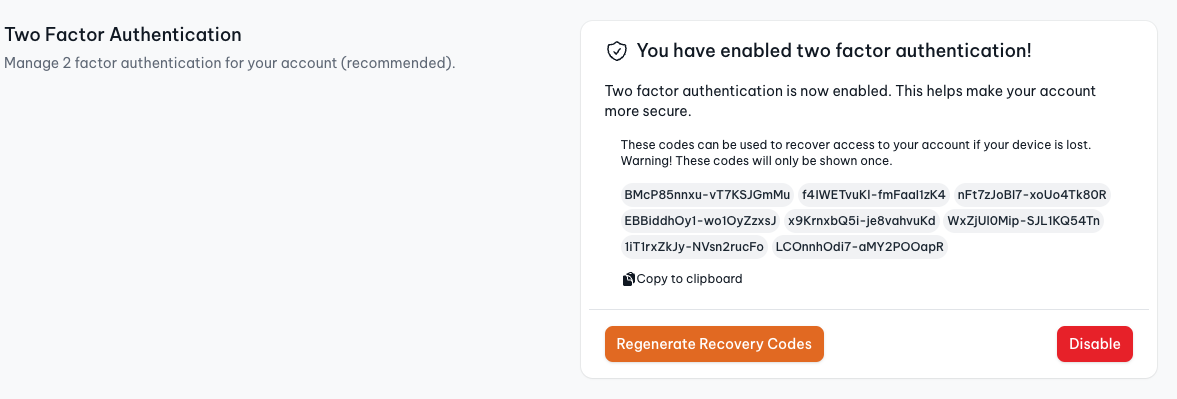 Two Factor Authentication
Manage 2 factor authentication for your account (recommended).
You have enabled two factor authentication!
Two factor authentication is now enabled. This helps make your account
more secure.
These codes can be used to recover access to your account if your device is lost.
Warning! These codes will only be shown once.
BMcP85nnxu-vT7KSJGmMu f4IWETvuKI-fmFaaI1zK4 nFt7zJoBI7-xoUo4Tk80R
EBBiddhOy1-wo1OyZzxsJ x9KrnxbQ5i-je8vahvuKd WxZjUI0Mip-SJL1KQ54Tn
1iT1rxZkJy-NVsn2rucFo LCOnnhOdi7-aMY2POOapR
Copy to clipboard
Regenerate Recovery Codes Disable